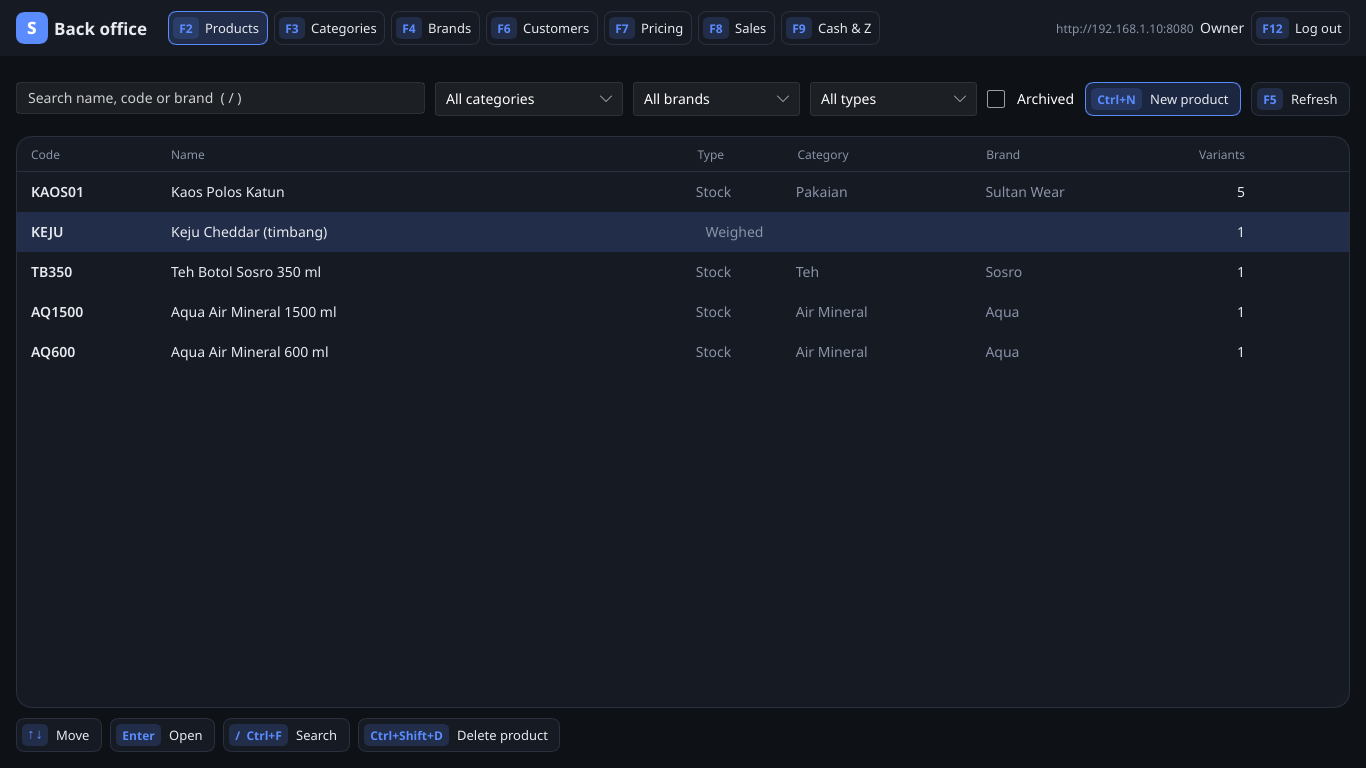 S Back office F2 Products F3 Categories F4 Brands F6 Customers F7 Pricing F8 Sales F9 Cash & Z http://192.168.1.10:8080 Owner F12 Log out
Search name, code or brand ( / ) All categories All brands All types Archived Ctrl+N New product F5 Refresh
Code Name Type Category Brand Variants
KAOS01 Kaos Polos Katun Stock Pakaian Sultan Wear 5
KEJU Keju Cheddar (timbang) Weighed 1
TB350 Teh Botol Sosro 350 ml Stock Teh Sosro 1
AQ1500 Aqua Air Mineral 1500 ml Stock Air Mineral Aqua 1
AQ600 Aqua Air Mineral 600 ml Stock Air Mineral Aqua 1
↑↓ Move Enter Open / Ctrl+F Search Ctrl+Shift+D Delete product